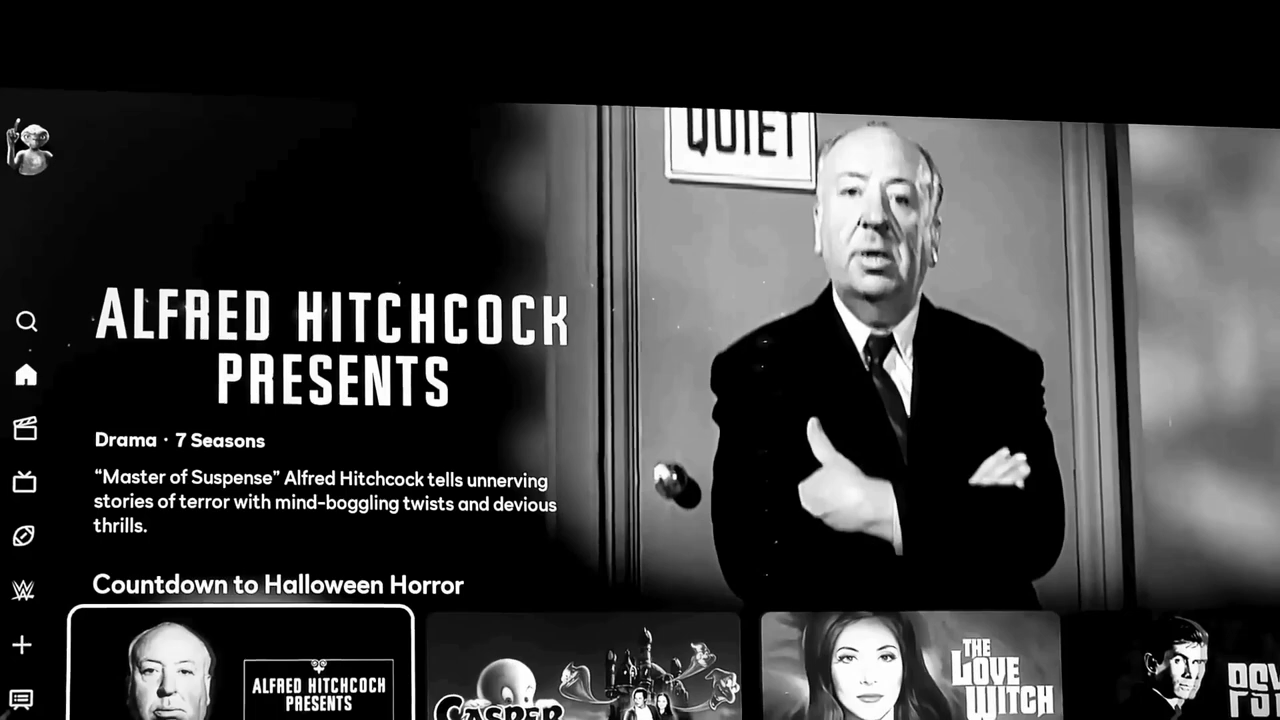 QUIET
ALFRED HITCHCOCK
PRESENTS
Drama · 7 Seasons
“Master of Suspense” Alfred Hitchcock tells unnerving
stories of terror with mind-boggling twists and devious
thrills.
Countdown to Halloween Horror
ALFRED HITCHCOCK
PRESENTS
CASPER
THE
LOVE
WITCH